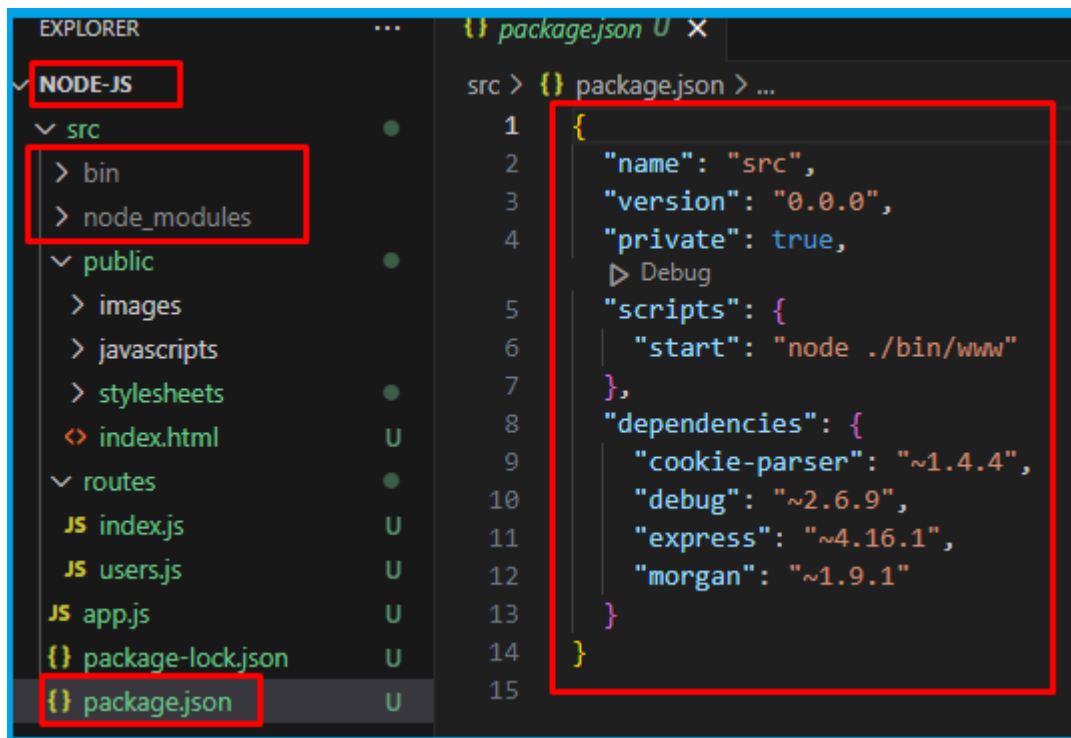 EXPLORER ...
NODE-JS
src
bin
node_modules
public
images
javascripts
stylesheets
<> index.html U
routes
JS index.js U
JS users.js U
JS app.js U
{} package-lock.json U
{} package.json U
{} package.json U X
src > {} package.json > ...
1 {
2 "name": "src",
3 "version": "0.0.0",
4 "private": true,
Debug
5 "scripts": {
6 "start": "node ./bin/www"
7 },
8 "dependencies": {
9 "cookie-parser": "~1.4.4",
10 "debug": "~2.6.9",
11 "express": "~4.16.1",
12 "morgan": "~1.9.1"
13 }
14 }
15